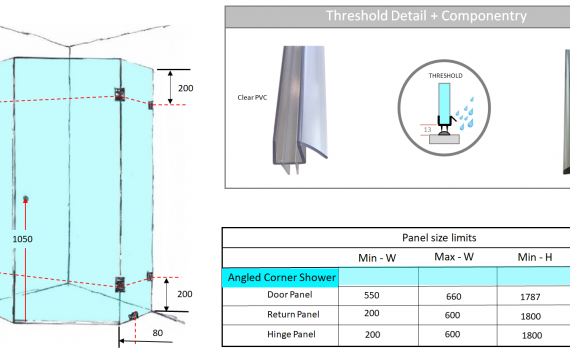 Threshold Detail + Componentry
200
Clear PVC
THRESHOLD
13
1050
200
80
Panel size limits
Min - W Max - W Min - H
Angled Corner Shower
Door Panel 550 660 1787
Return Panel 200 600 1800
Hinge Panel 200 600 1800